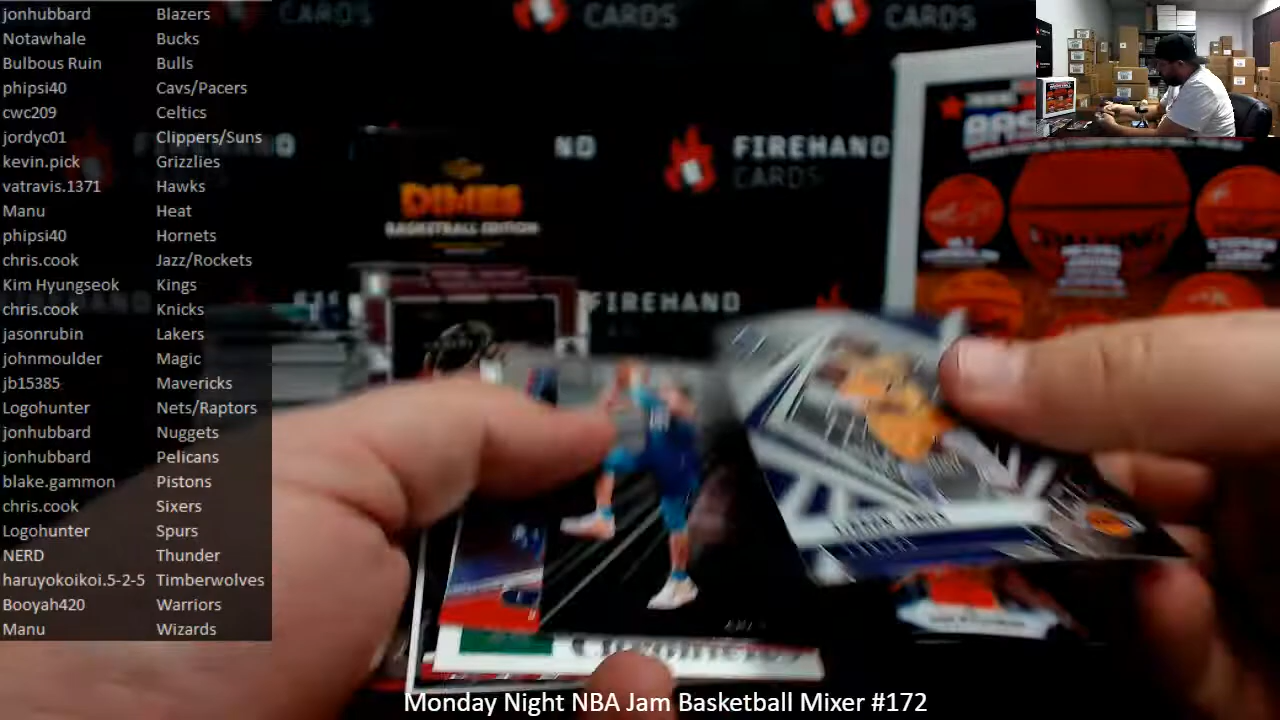 jonhubbard Blazers
Notawhale Bucks
Bulbous Ruin Bulls
phipsi40 Cavs/Pacers
cwc209 Celtics
jordyc01 Clippers/Suns
kevin.pick Grizzlies
vatravis.1371 Hawks
Manu Heat
phipsi40 Hornets
chris.cook Jazz/Rockets
Kim Hyungseok Kings
chris.cook Knicks
jasonrubin Lakers
johnmoulder Magic
jb15385 Mavericks
Logohunter Nets/Raptors
jonhubbard Nuggets
jonhubbard Pelicans
blake.gammon Pistons
chris.cook Sixers
Logohunter Spurs
NERD Thunder
haruyokoikoi.5-2-5 Timberwolves
Booyah420 Warriors
Manu Wizards
CARDS
CARDS
CARDS
FIREHAND
CARDS
DIMES
BASKETBALL EDITION
FIREHAND
SPALDING
Monday Night NBA Jam Basketball Mixer #172